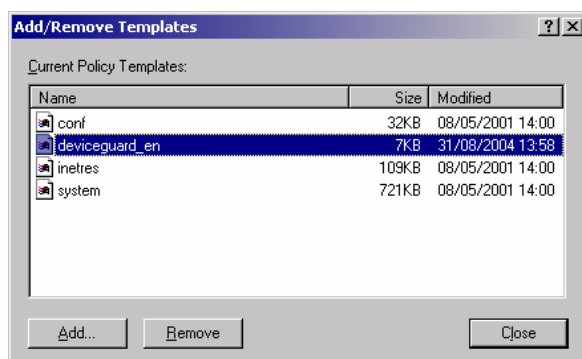 Add/Remove Templates
Current Policy Templates:
Name Size Modified
conf 32KB 08/05/2001 14:00
deviceguard_en 7KB 31/08/2004 13:58
inetres 109KB 08/05/2001 14:00
system 721KB 08/05/2001 14:00
Add... Remove Close